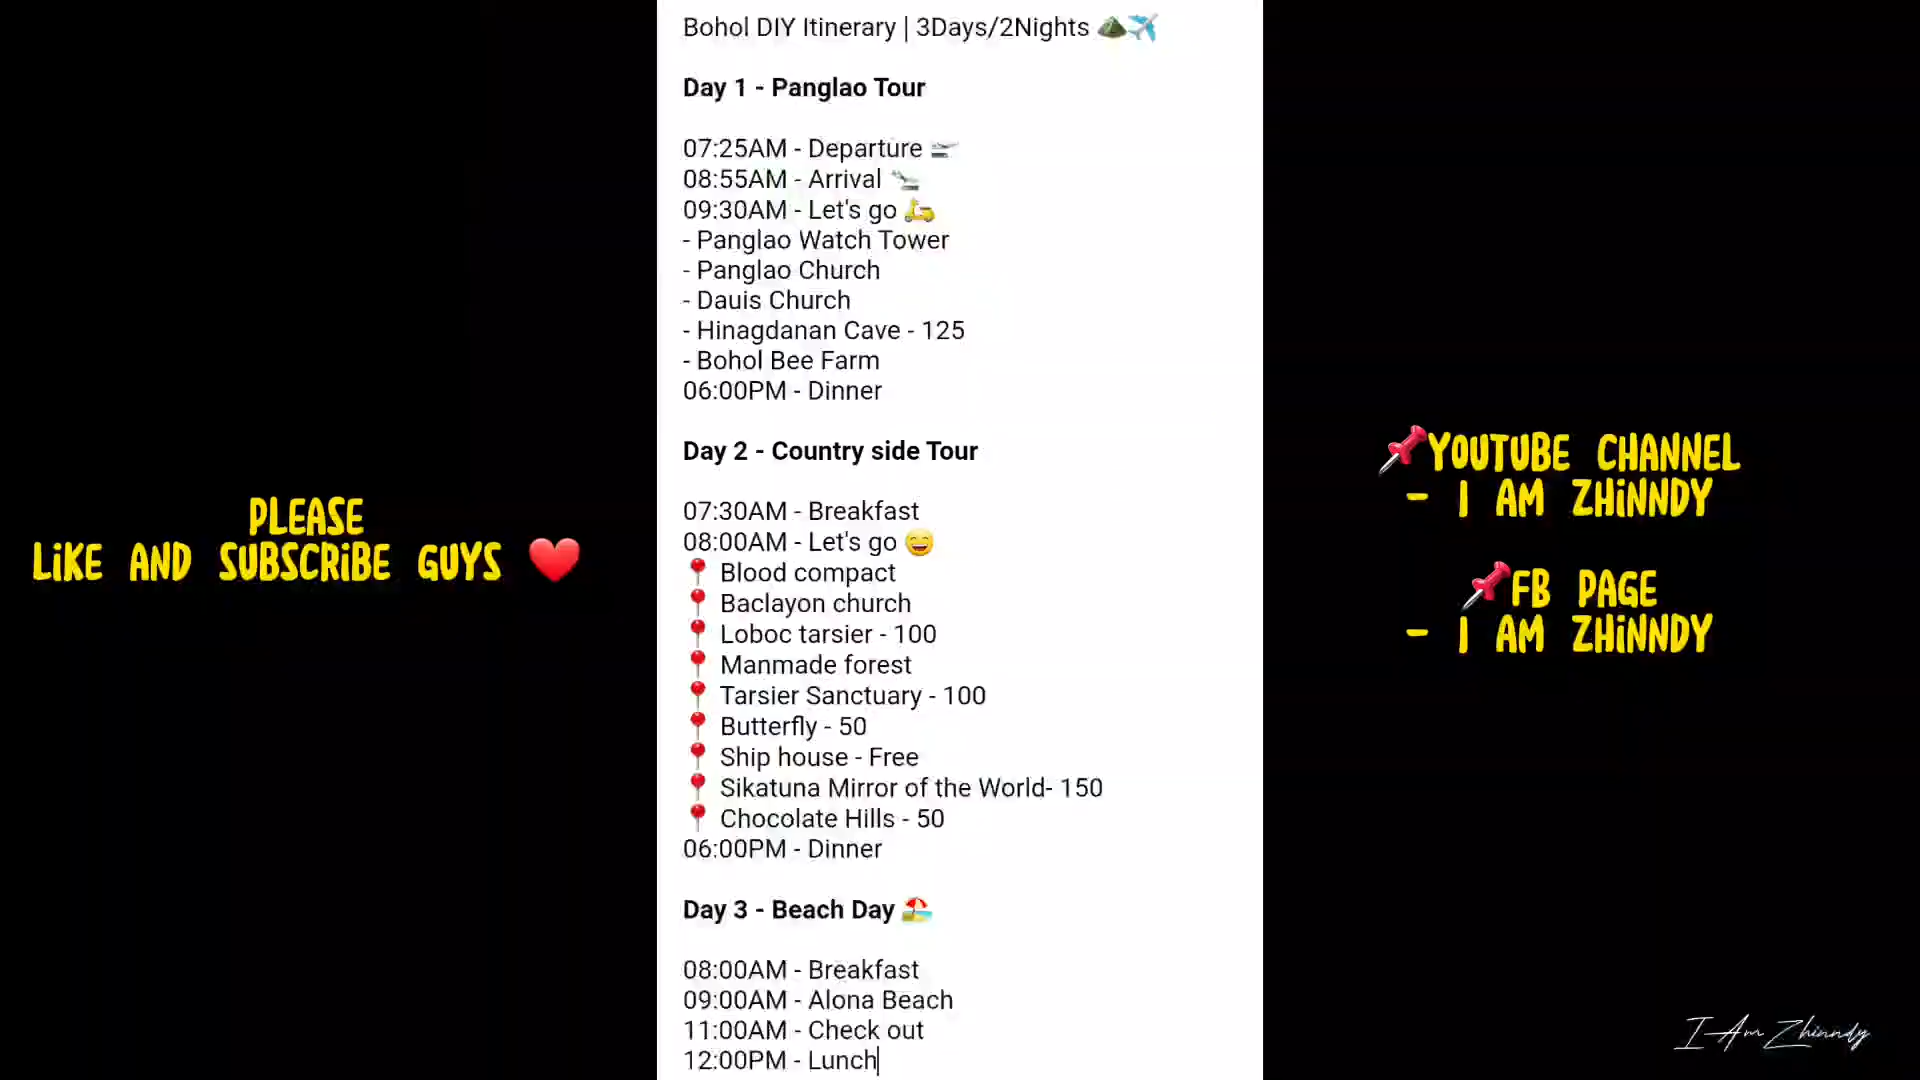 Bohol DIY Itinerary | 3Days/2Nights ⛰️✈️
Day 1 - Panglao Tour
07:25AM - Departure 🛫
08:55AM - Arrival 🛬
09:30AM - Let's go 🛵
- Panglao Watch Tower
- Panglao Church
- Dauis Church
- Hinagdanan Cave - 125
- Bohol Bee Farm
06:00PM - Dinner
Day 2 - Country side Tour
07:30AM - Breakfast
08:00AM - Let's go 😄
📍 Blood compact
📍 Baclayon church
📍 Loboc tarsier - 100
📍 Manmade forest
📍 Tarsier Sanctuary - 100
📍 Butterfly - 50
📍 Ship house - Free
📍 Sikatuna Mirror of the World- 150
📍 Chocolate Hills - 50
06:00PM - Dinner
Day 3 - Beach Day 🏖️
08:00AM - Breakfast
09:00AM - Alona Beach
11:00AM - Check out
12:00PM - Lunch
PLEASE
LIKE AND SUBSCRIBE GUYS ❤️
📌YOUTUBE CHANNEL
- I AM ZHINNDY
📌FB PAGE
- I AM ZHINNDY
I Am Zhinndy